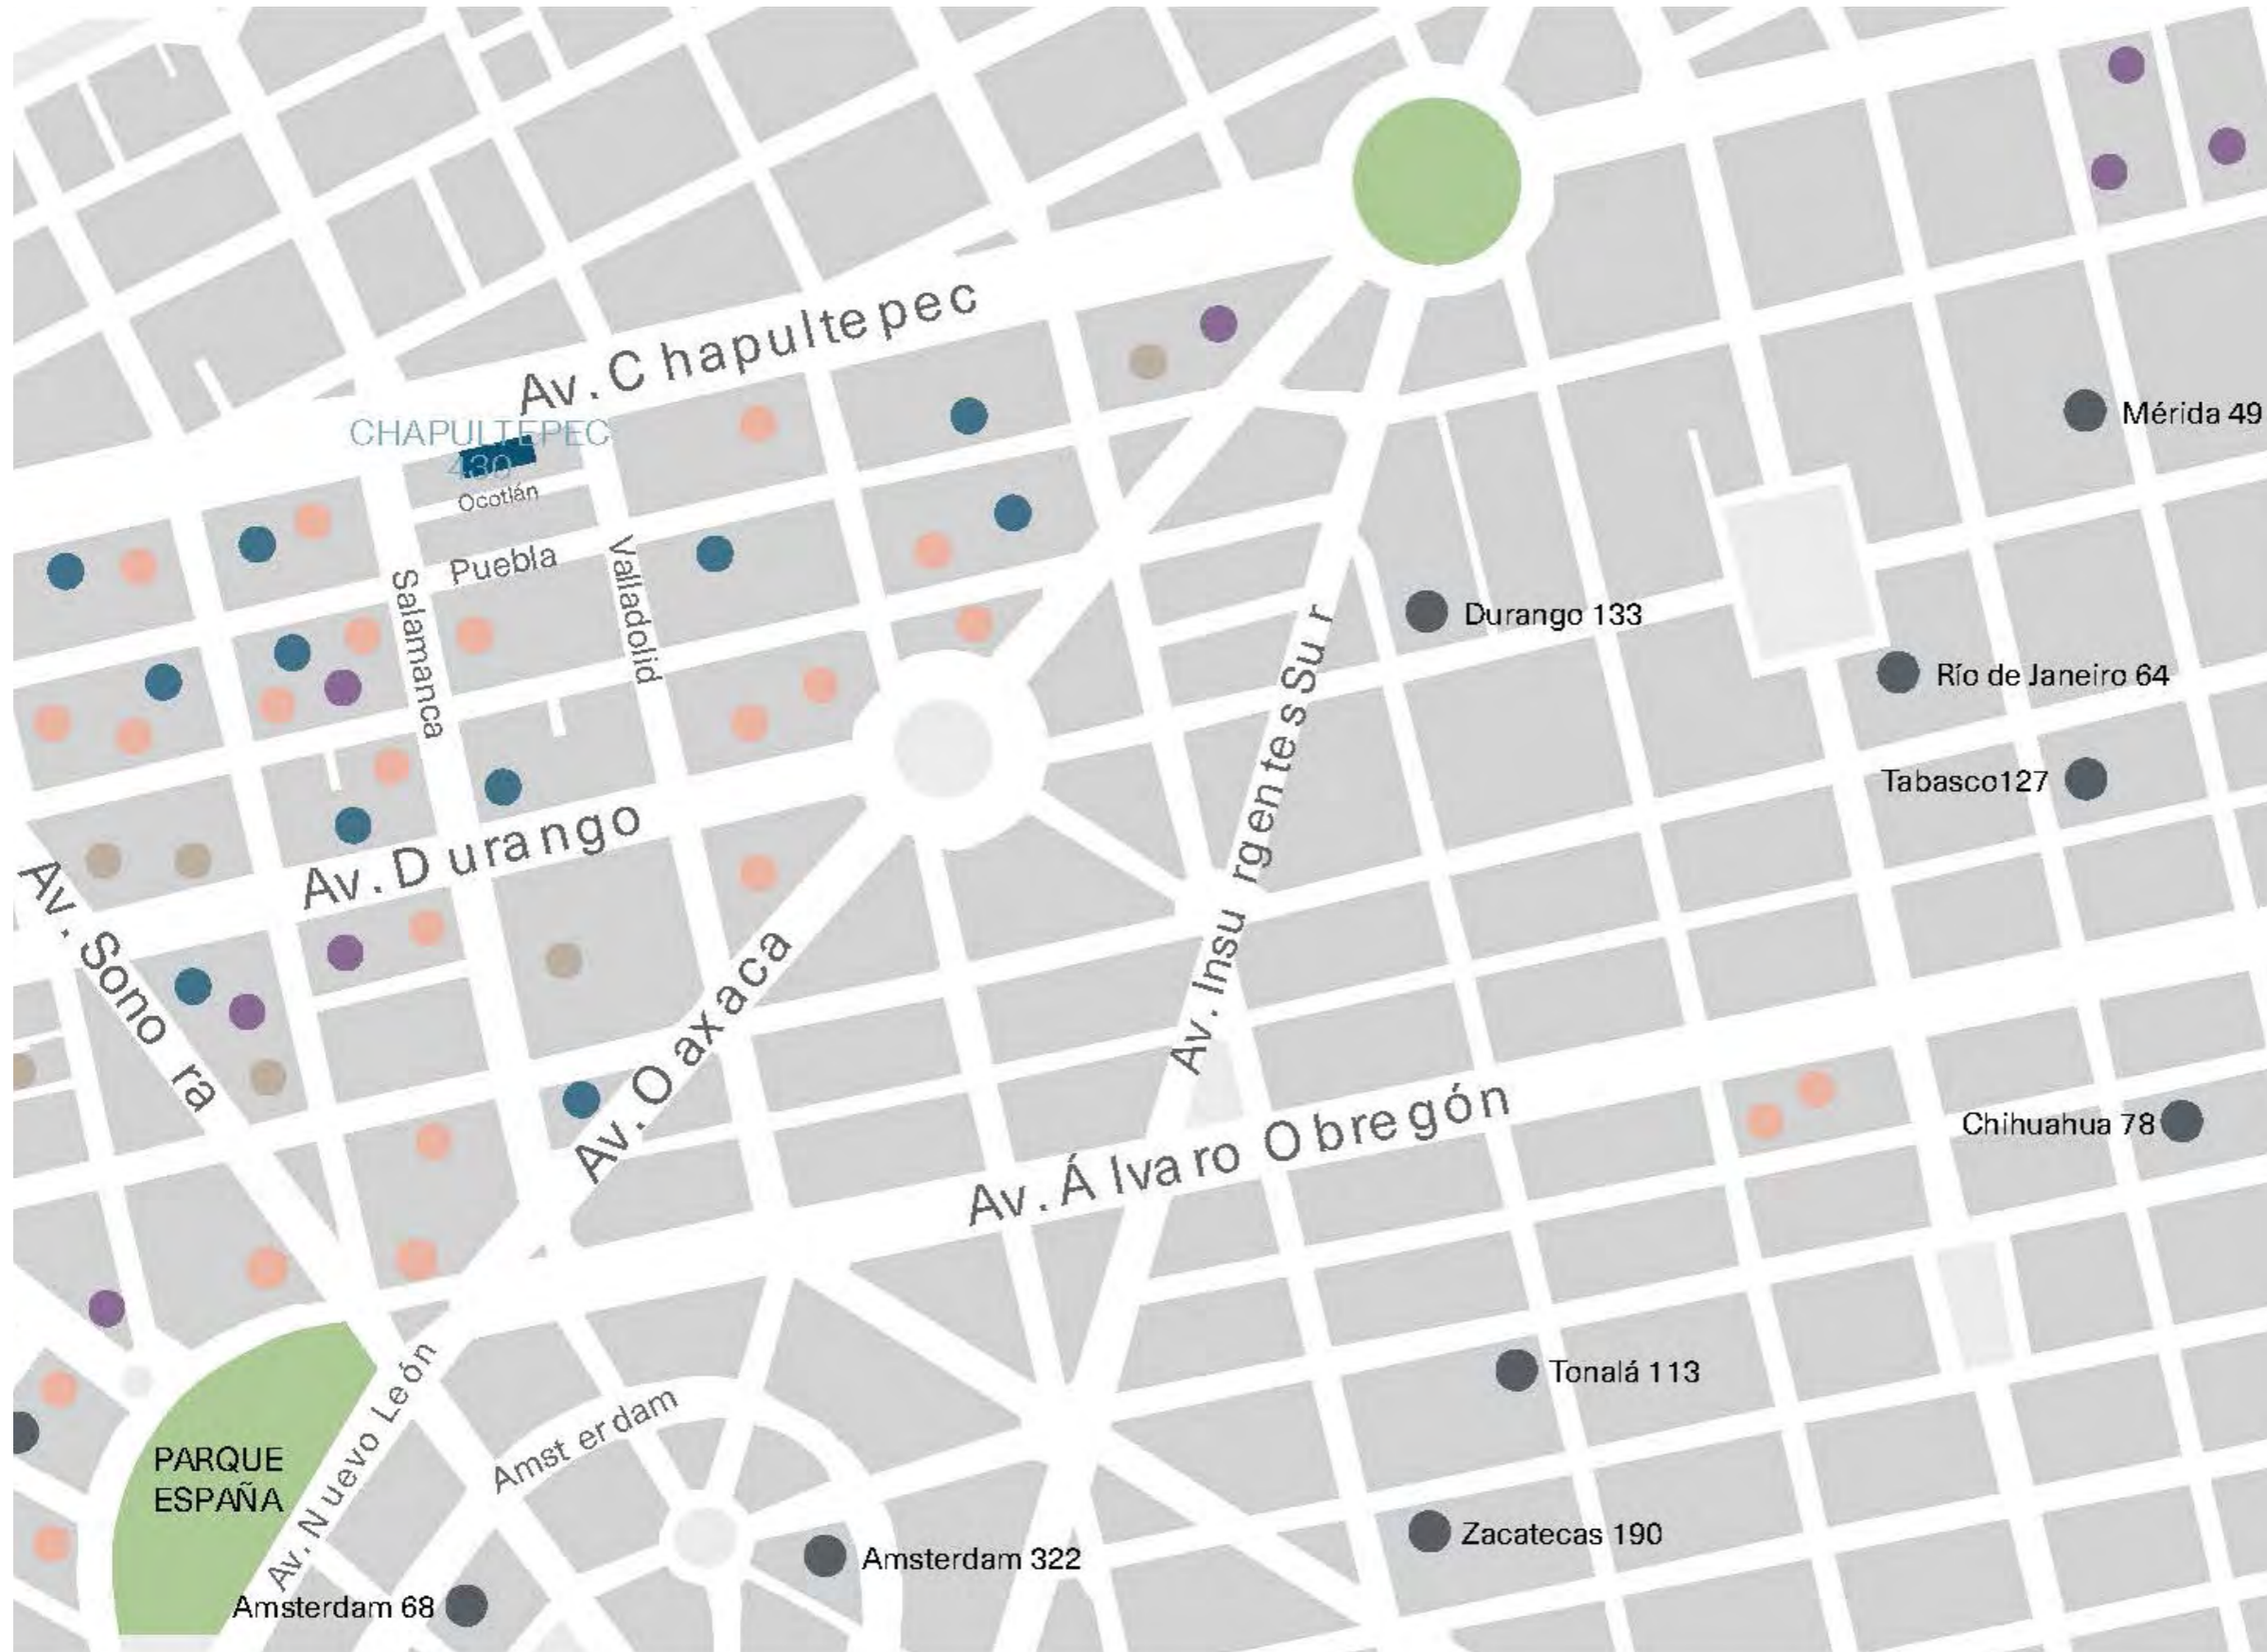 Av. Chapultepec
CHAPULTEPEC
430
Ocotlán
Mérida 49
Puebla
Salamanca
Valladolid
Durango 133
Río de Janeiro 64
Av. Insurgentes Sur
Tabasco127
Av. Durango
Av. Sonora
Av. Oaxaca
Av. Álvaro Obregón
Chihuahua 78
Av. Nuevo León
Tonalá 113
Amsterdam
PARQUE
ESPAÑA
Zacatecas 190
Amsterdam 322
Amsterdam 68